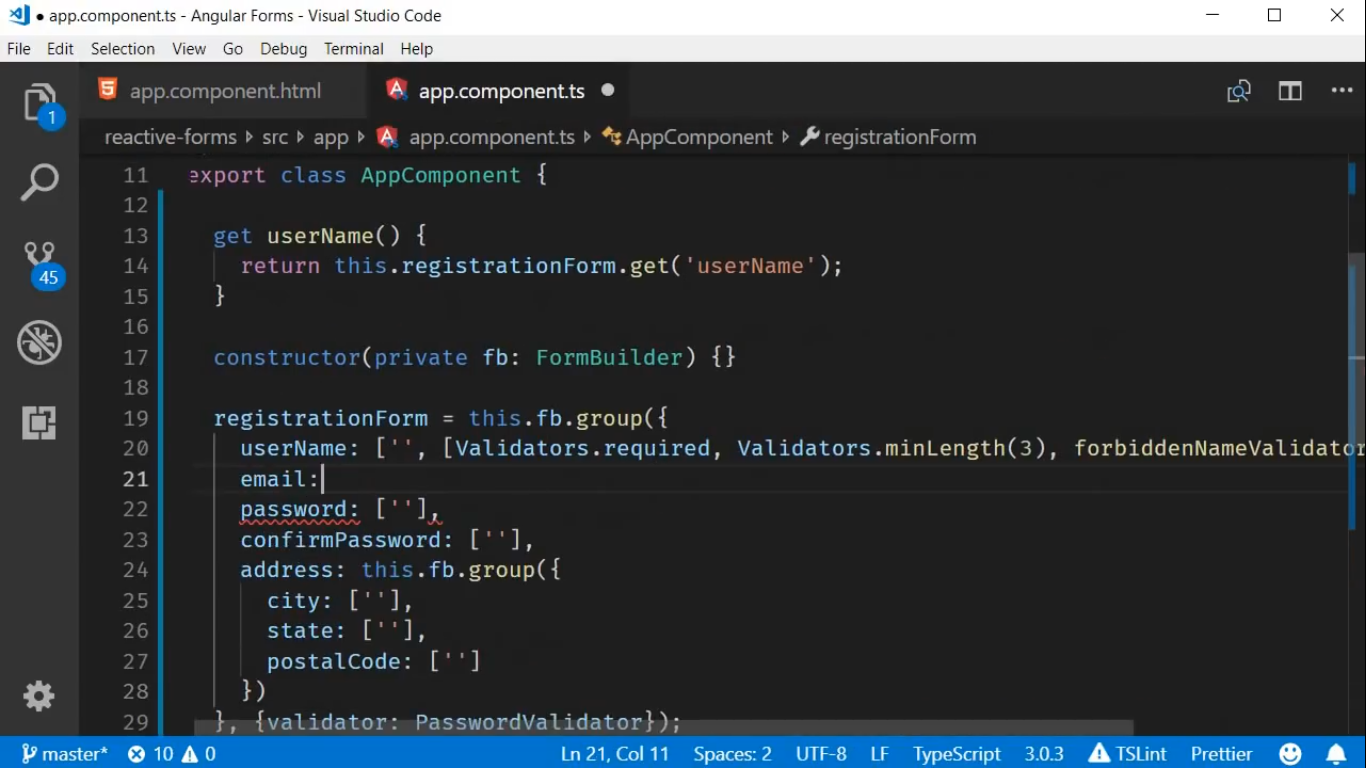 app.component.ts - Angular Forms - Visual Studio Code
File Edit Selection View Go Debug Terminal Help
app.component.html app.component.ts
1
reactive-forms src app app.component.ts AppComponent registrationForm
11 export class AppComponent {
12
13 get userName() {
14 return this.registrationForm.get('userName');
15 }
16
17 constructor(private fb: FormBuilder) {}
18
19 registrationForm = this.fb.group({
20 userName: ['', [Validators.required, Validators.minLength(3), forbiddenNameValidator
21 email:
22 password: [''],
23 confirmPassword: [''],
24 address: this.fb.group({
25 city: [''],
26 state: [''],
27 postalCode: ['']
28 })
29 }, {validator: PasswordValidator});
45
master* 10 0 Ln 21, Col 11 Spaces: 2 UTF-8 LF TypeScript 3.0.3 TSLint Prettier